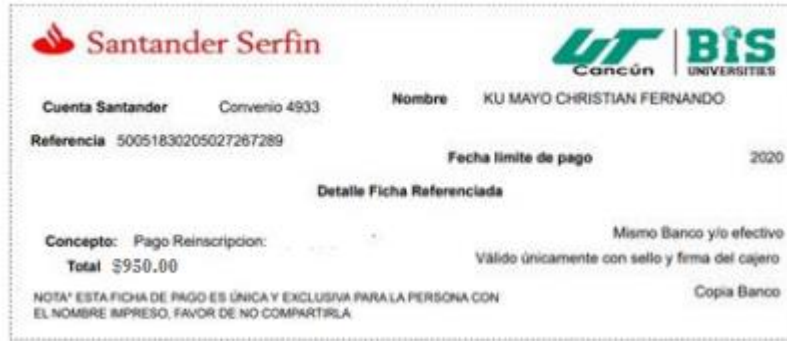 Santander Serfin
UT Cancún BIS UNIVERSITIES
Cuenta Santander Convenio 4933 Nombre KU MAYO CHRISTIAN FERNANDO
Referencia 50051830205027267289
Fecha limite de pago 2020
Detalle Ficha Referenciada
Concepto: Pago Reinscripcion:
Mismo Banco y/o efectivo
Total $950.00
Válido únicamente con sello y firma del cajero
NOTA* ESTA FICHA DE PAGO ES ÚNICA Y EXCLUSIVA PARA LA PERSONA CON
EL NOMBRE IMPRESO, FAVOR DE NO COMPARTIRLA
Copia Banco